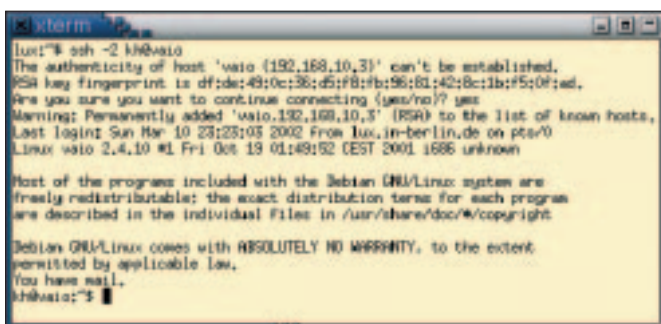 xterm
lux:~$ ssh -2 kh@vaio
The authenticity of host 'vaio (192.168.10.3)' can't be established.
RSA key fingerprint is df:de:49:0c:36:d5:f8:fb:96:81:42:8c:1b:f5:0f:ad.
Are you sure you want to continue connecting (yes/no)? yes
Warning: Permanently added 'vaio,192.168.10.3' (RSA) to the list of known hosts.
Last login: Sun Mar 10 23:23:03 2002 from lux.in-berlin.de on pts/0
Linux vaio 2.4.10 #1 Fri Oct 19 01:49:52 CEST 2001 i686 unknown
Most of the programs included with the Debian GNU/Linux system are
freely redistributable; the exact distribution terms for each program
are described in the individual files in /usr/share/doc/*/copyright
Debian GNU/Linux comes with ABSOLUTELY NO WARRANTY, to the extent
permitted by applicable law.
You have mail.
kh@vaio:~$